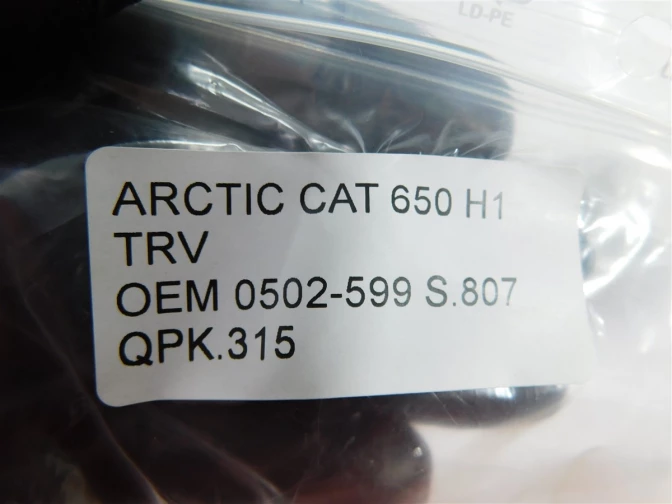 LD-PE
ARCTIC CAT 650 H1
TRV
OEM 0502-599 S.807
QPK.315